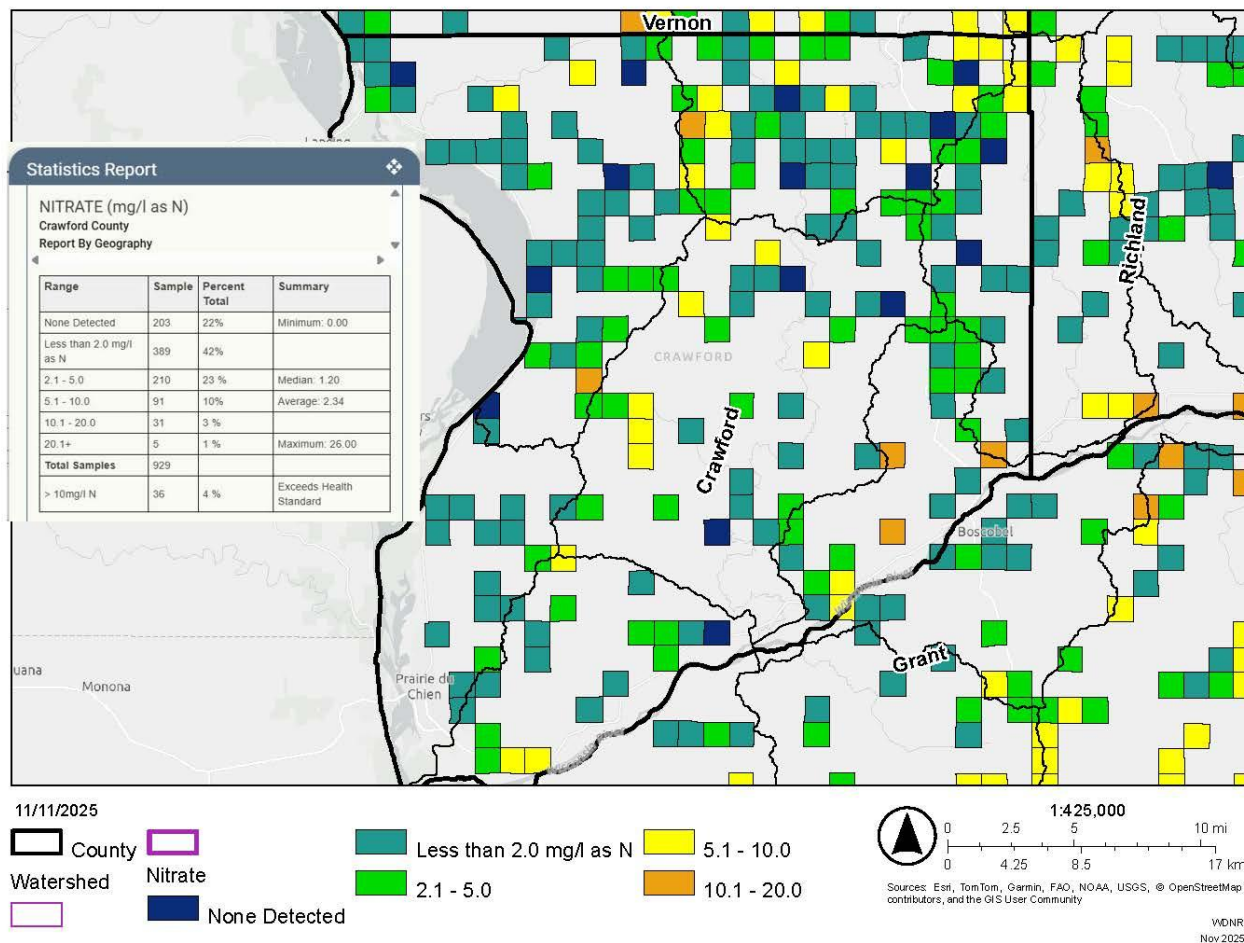 Vernon
Statistics Report
NITRATE (mg/l as N)
Crawford County
Report By Geography
Range Sample Percent Total Summary
None Detected 203 22% Minimum: 0.00
Less than 2.0 mg/l as N 389 42%
2.1 - 5.0 210 23 % Median: 1.20
5.1 - 10.0 91 10% Average: 2.34
10.1 - 20.0 31 3 %
20.1+ 5 1 % Maximum: 26.00
Total Samples 929
> 10mg/l N 36 4 % Exceeds Health Standard
Richland
CRAWFORD
Crawford
Boscobel
Grant
Prairie du
Chien
uana
Monona
11/11/2025
County
Watershed
Nitrate
None Detected
Less than 2.0 mg/l as N
2.1 - 5.0
5.1 - 10.0
10.1 - 20.0
1:425,000
0 2.5 5 10 mi
0 4.25 8.5 17 km
Sources: Esri, TomTom, Garmin, FAO, NOAA, USGS, © OpenStreetMap
contributors, and the GIS User Community
WDNR
Nov 2025